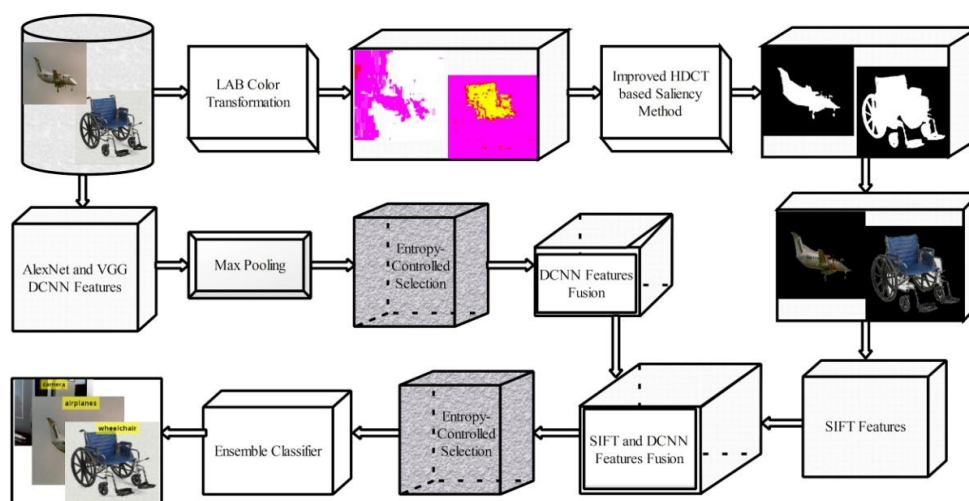 LAB Color
Transformation
Improved HDCT
based Saliency
Method
AlexNet and VGG
DCNN Features
Max Pooling
Entropy-
Controlled
Selection
DCNN Features
Fusion
camera
airplanes
wheelchair
Ensemble Classifier
Entropy-
Controlled
Selection
SIFT and DCNN
Features Fusion
SIFT Features